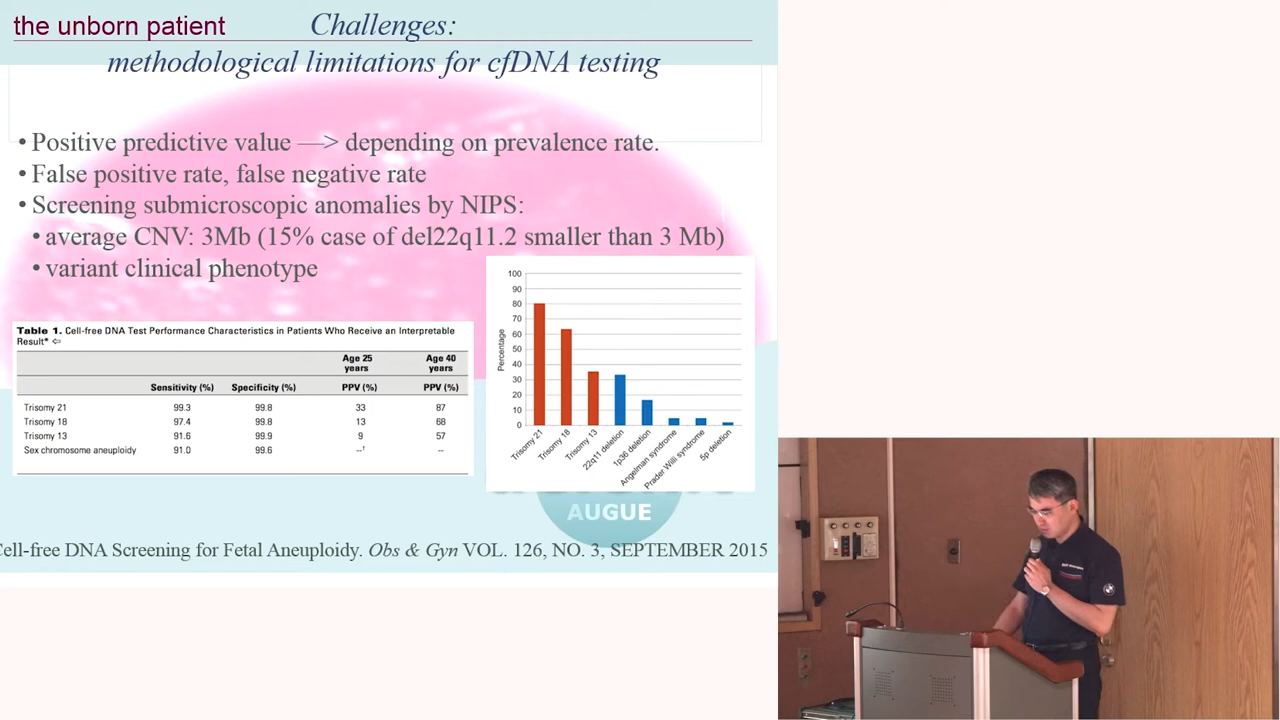 the unborn patient
Challenges:
methodological limitations for cfDNA testing
• Positive predictive value —> depending on prevalence rate.
• False positive rate, false negative rate
• Screening submicroscopic anomalies by NIPS:
• average CNV: 3Mb (15% case of del22q11.2 smaller than 3 Mb)
• variant clinical phenotype
Table 1. Cell-free DNA Test Performance Characteristics in Patients Who Receive an Interpretable
Result* ⇦
Age 25 years
Age 40 years
Sensitivity (%) Specificity (%) PPV (%) PPV (%)
Trisomy 21 99.3 99.8 33 87
Trisomy 18 97.4 99.8 13 68
Trisomy 13 91.6 99.9 9 57
Sex chromosome aneuploidy 91.0 99.6 --† --
Percentage
100
90
80
70
60
50
40
30
20
10
0
Trisomy 21
Trisomy 18
Trisomy 13
22q11 deletion
1p36 deletion
Angelman syndrome
Prader Willi syndrome
5p deletion
AUGUE
Cell-free DNA Screening for Fetal Aneuploidy. Obs & Gyn VOL. 126, NO. 3, SEPTEMBER 2015